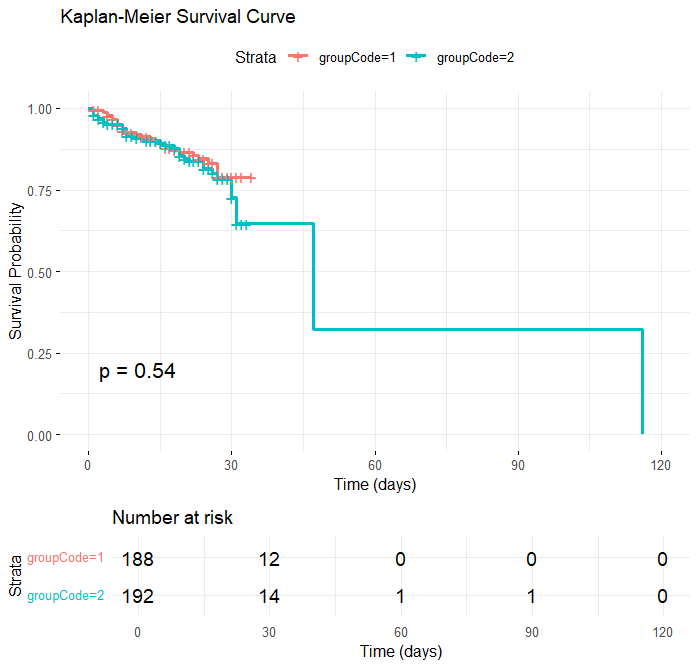 Kaplan-Meier Survival Curve
Strata groupCode=1 groupCode=2
Survival Probability
1.00
0.75
0.50
0.25
0.00
p = 0.54
0 30 60 90 120
Time (days)
Number at risk
Strata
groupCode=1 188 12 0 0 0
groupCode=2 192 14 1 1 0
0 30 60 90 120
Time (days)